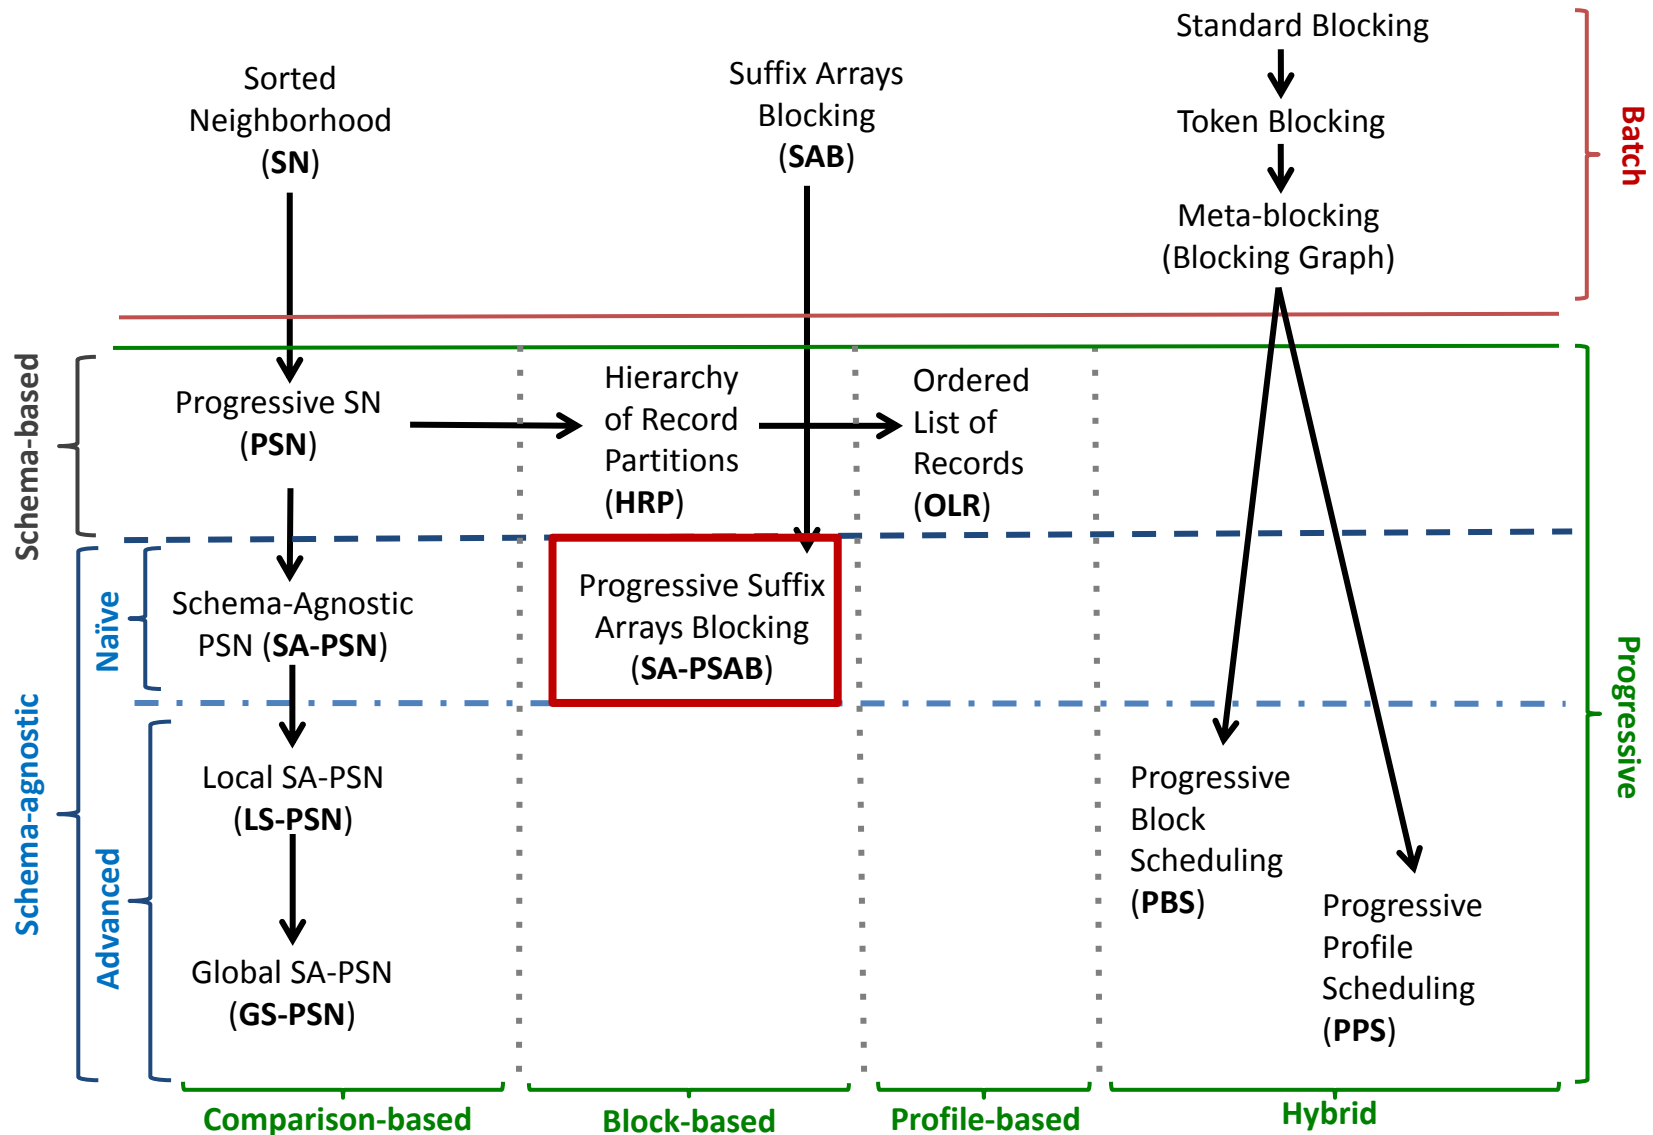 Standard Blocking
Token Blocking
Meta-blocking
(Blocking Graph)
Sorted
Neighborhood
(SN)
Suffix Arrays
Blocking
(SAB)
Batch
Schema-based
Progressive SN
(PSN)
Hierarchy
of Record
Partitions
(HRP)
Ordered
List of
Records
(OLR)
Schema-agnostic
Naïve
Schema-Agnostic
PSN (SA-PSN)
Progressive Suffix
Arrays Blocking
(SA-PSAB)
Progressive
Advanced
Local SA-PSN
(LS-PSN)
Global SA-PSN
(GS-PSN)
Progressive
Block
Scheduling
(PBS)
Progressive
Profile
Scheduling
(PPS)
Comparison-based
Block-based
Profile-based
Hybrid